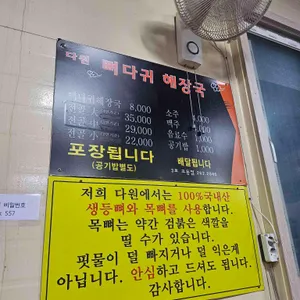 다원 뼈다귀 해장국
뼈다귀해장국 8,000
35,000
29,000
22,000
소주
맥주
음료수 1,000
공기밥 1,000
포장됩니다
(공기밥별도)
배달됩니다
저희 다원에서는 100%국내산
생등뼈와 목뼈를 사용합니다.
목뼈는 약간 검붉은 색깔을
띨 수가 있습니다.
핏물이 덜 빠지거나 덜 익은게
아닙니다. 안심하고 드셔도 됩니다.
감사합니다.
비밀번호
557